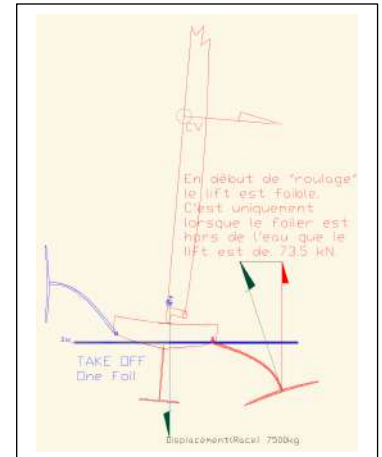 CV
En début de "roulage"
le lift est faible.
C'est uniquement
lorsque le foiler est
hors de l'eau que le
lift est de 73.5 kN.
TAKE OFF
One Foil
Displacement(Race) 7500kg